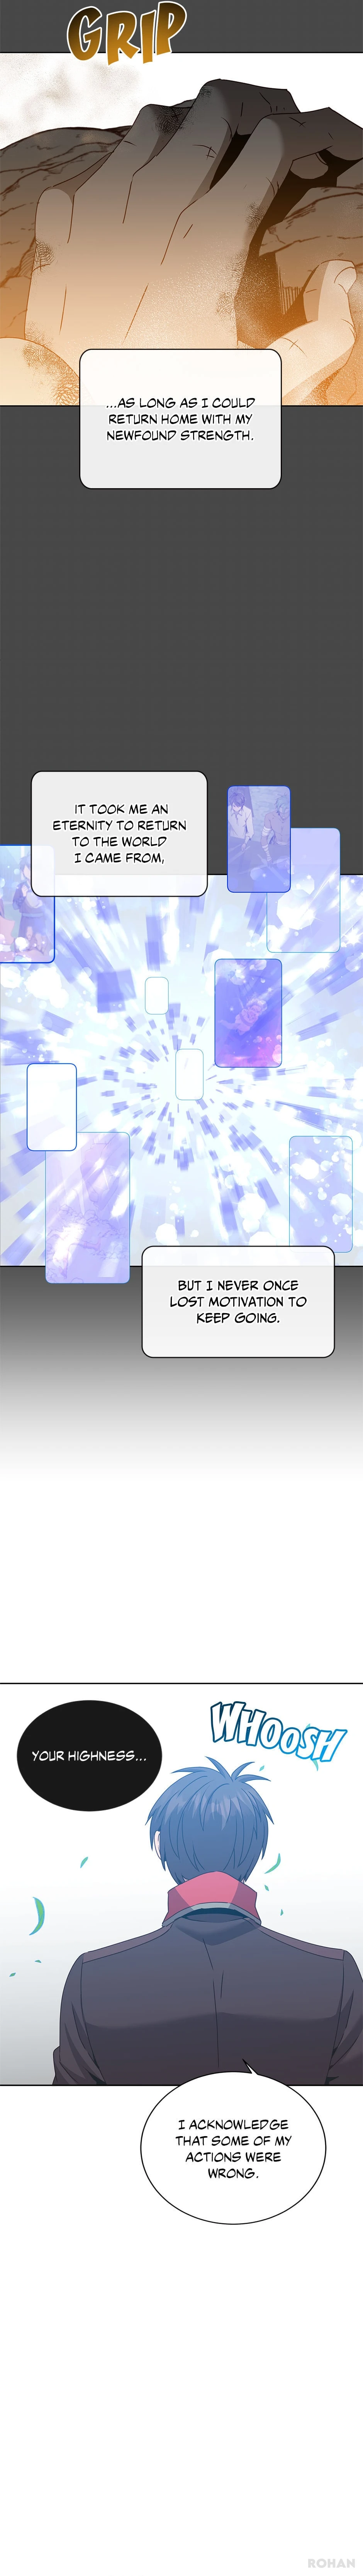 GRIP
...AS LONG AS I COULD
RETURN HOME WITH MY
NEWFOUND STRENGTH.
IT TOOK ME AN
ETERNITY TO RETURN
TO THE WORLD
I CAME FROM,
BUT I NEVER ONCE
LOST MOTIVATION TO
KEEP GOING.
WHOOSH
YOUR HIGHNESS...
I ACKNOWLEDGE
THAT SOME OF MY
ACTIONS WERE
WRONG.
ROHAN